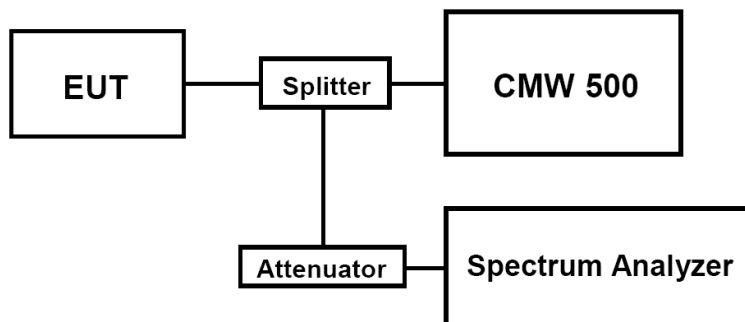 EUT
Splitter
CMW 500
Attenuator
Spectrum Analyzer